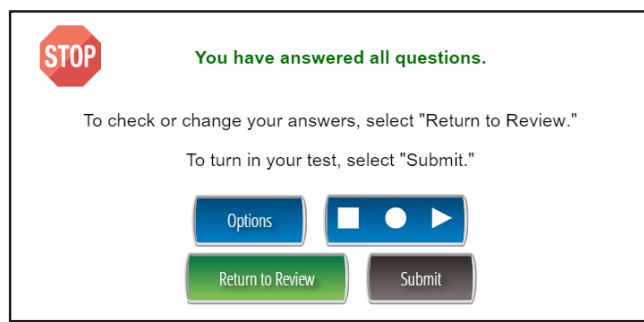 STOP
You have answered all questions.
To check or change your answers, select "Return to Review."
To turn in your test, select "Submit."
Options
Return to Review
Submit